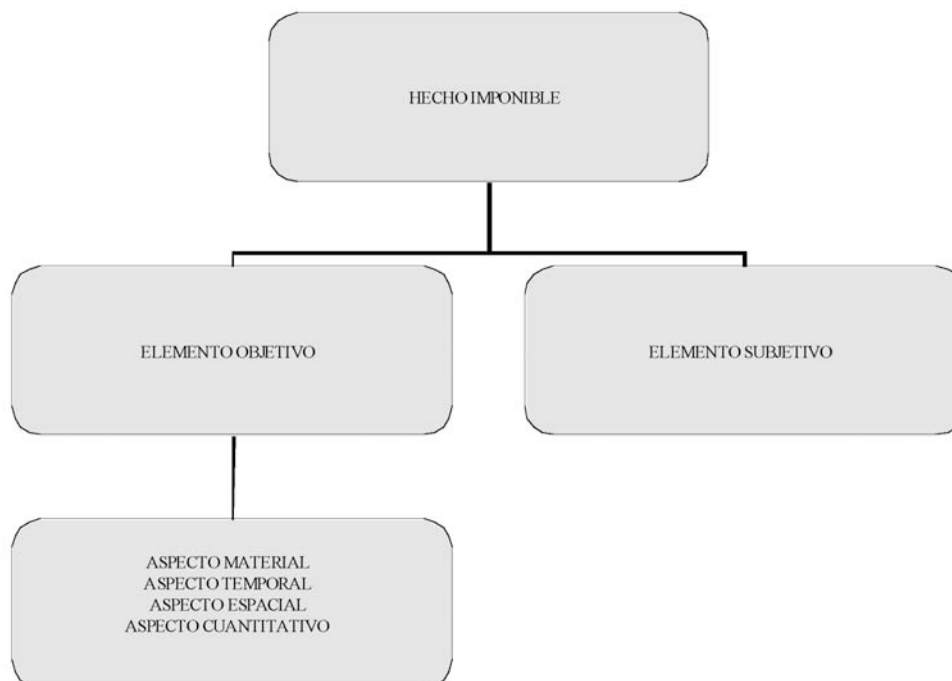 HECHO IMPONIBLE
ELEMENTO OBJETIVO
ELEMENTO SUBJETIVO
ASPECTO MATERIAL
ASPECTO TEMPORAL
ASPECTO ESPACIAL
ASPECTO CUANTITATIVO